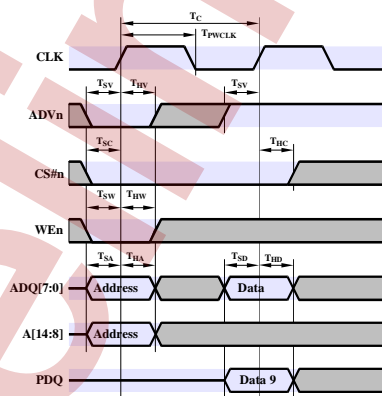 T_C
T_PWCLK
CLK
T_SV T_HV T_SV
ADVn
T_SC T_HC
CS#n
T_SW T_HW
WEn
T_SA T_HA T_SD T_HD
ADQ[7:0] Address Data
A[14:8] Address
PDQ Data 9